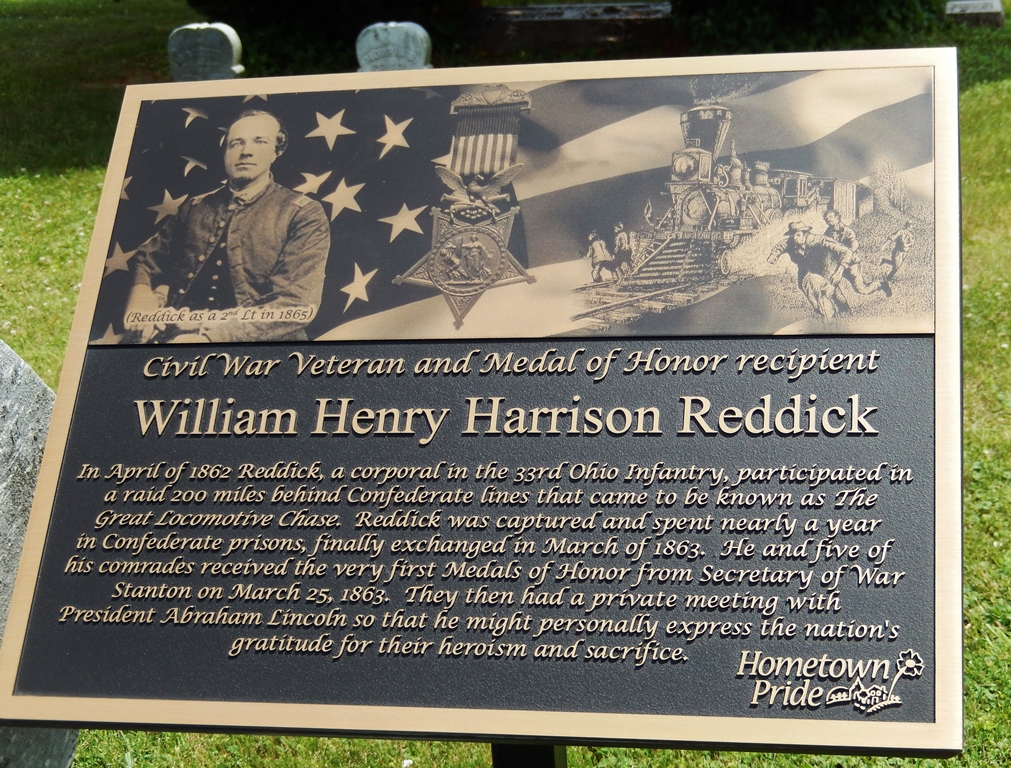 (Reddick as a 2nd Lt in 1865)
Civil War Veteran and Medal of Honor recipient
William Henry Harrison Reddick
In April of 1862 Reddick, a corporal in the 33rd Ohio Infantry, participated in
a raid 200 miles behind Confederate lines that came to be known as The
Great Locomotive Chase. Reddick was captured and spent nearly a year
in Confederate prisons, finally exchanged in March of 1863. He and five of
his comrades received the very first Medals of Honor from Secretary of War
Stanton on March 25, 1863. They then had a private meeting with
President Abraham Lincoln so that he might personally express the nation's
gratitude for their heroism and sacrifice.
Hometown
Pride